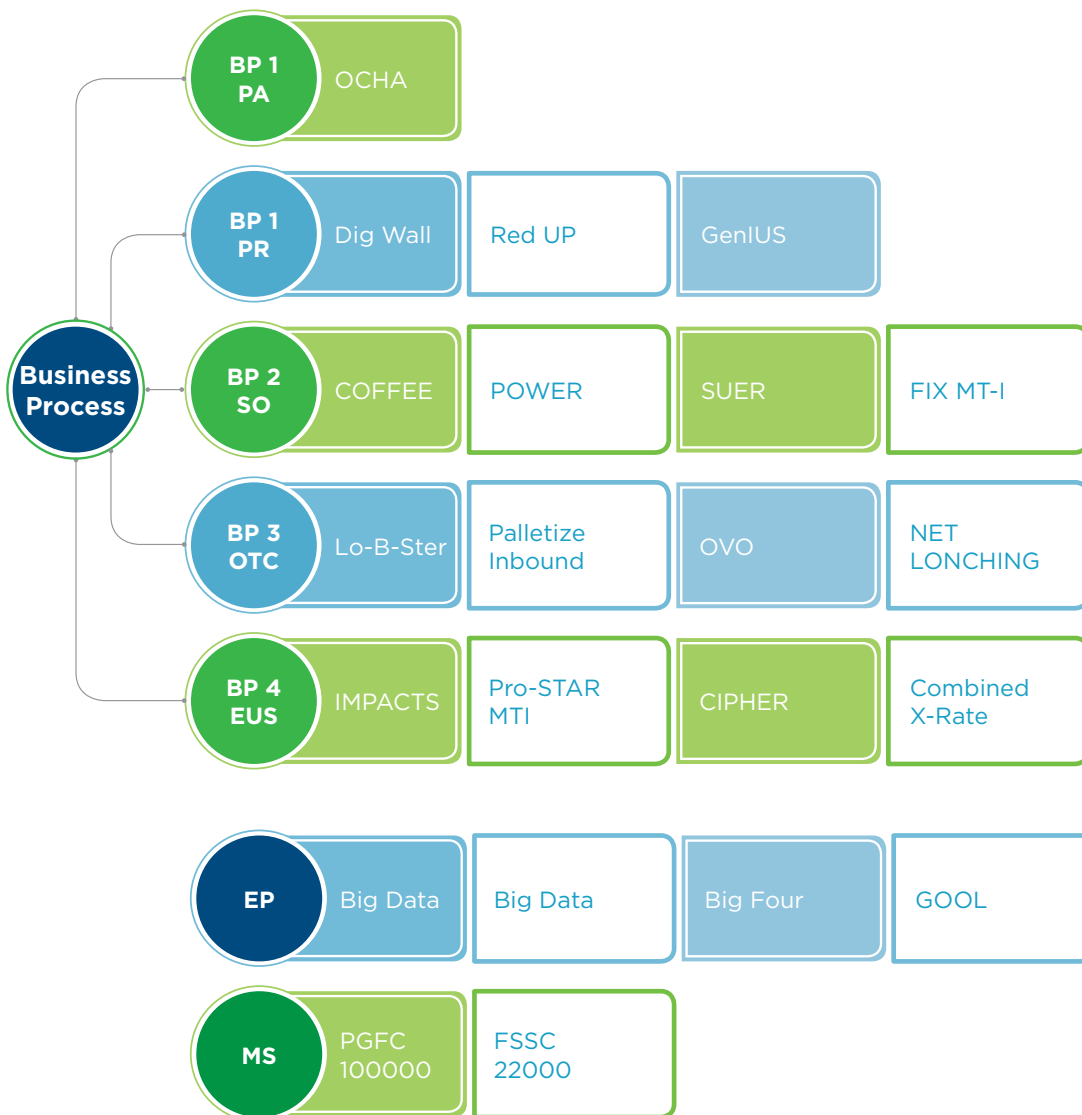 BP 1
PA
OCHA
BP 1
PR
Dig Wall
Red UP
GenIUS
Business
Process
BP 2
SO
COFFEE
POWER
SUER
FIX MT-I
BP 3
OTC
Lo-B-Ster
Palletize
Inbound
OVO
NET
LONCHING
BP 4
EUS
IMPACTS
Pro-STAR
MTI
CIPHER
Combined
X-Rate
EP
Big Data
Big Data
Big Four
GOOL
MS
PGFC
100000
FSSC
22000